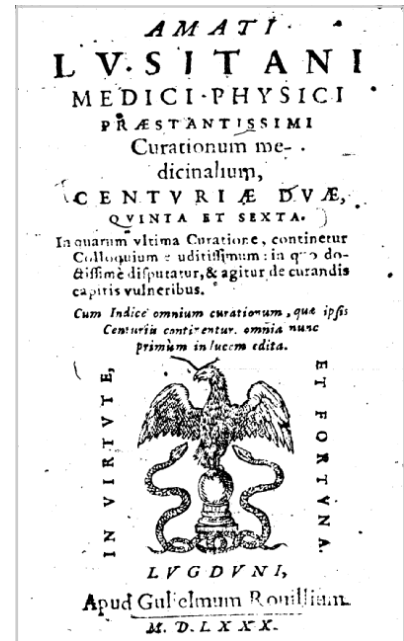 AMATI
LVSITANI
MEDICI PHYSICI
PRÆSTANTISSIMI
Curationum me-
dicinalium,
CENTVRIÆ DVÆ,
QVINTA ET SEXTA.
In quarum vltima Curatione, continetur
Colloquium eruditissimum: in quo do-
ctissimè disputatur, & agitur de curandis
capitis vulneribus.
Cum Indice omnium curationum, quæ ipsis
Centuriis continentur. omnia nunc
primùm in lucem edita.
IN VIRTVTE,
ET FORTVNA.
LVGDVNI,
Apud Gulielmum Rouillium.
M. D. LXXX.